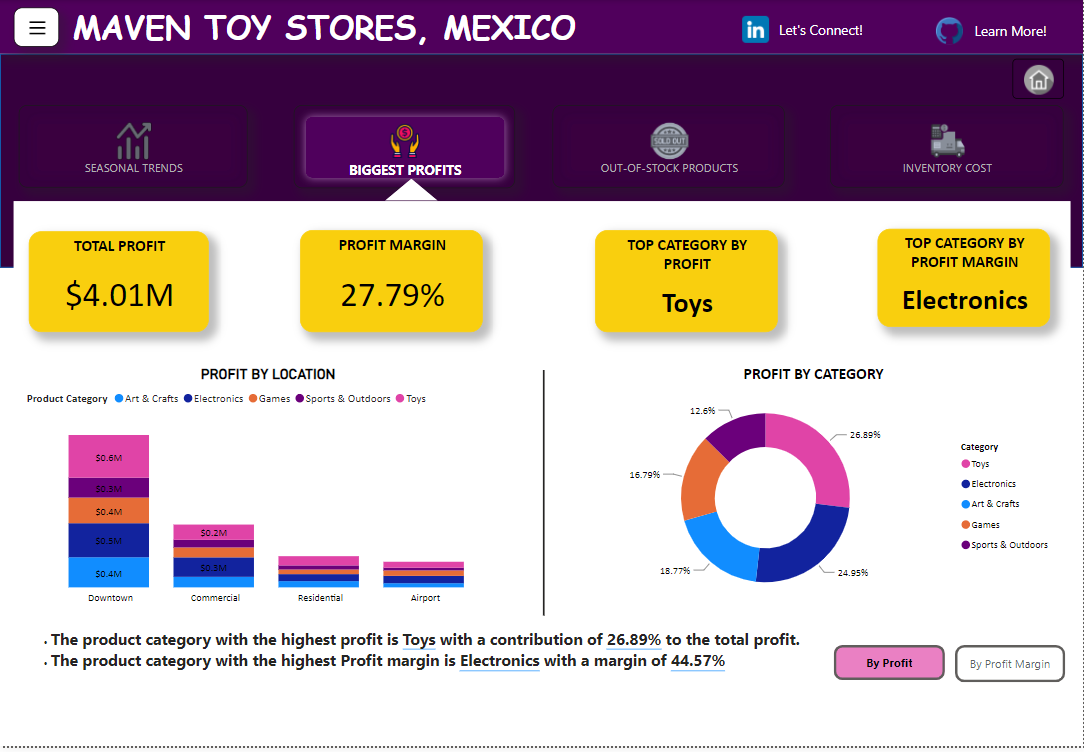 MAVEN TOY STORES, MEXICO
in Let's Connect!
Learn More!
SEASONAL TRENDS
$
BIGGEST PROFITS
SOLD OUT
OUT-OF-STOCK PRODUCTS
INVENTORY COST
TOTAL PROFIT
$4.01M
PROFIT MARGIN
27.79%
TOP CATEGORY BY
PROFIT
Toys
TOP CATEGORY BY
PROFIT MARGIN
Electronics
PROFIT BY LOCATION
Product Category Art & Crafts Electronics Games Sports & Outdoors Toys
$0.6M
$0.3M
$0.4M
$0.5M
$0.4M
$0.2M
$0.3M
Downtown Commercial Residential Airport
PROFIT BY CATEGORY
12.6%
26.89%
16.79%
18.77%
24.95%
Category
Toys
Electronics
Art & Crafts
Games
Sports & Outdoors
. The product category with the highest profit is Toys with a contribution of 26.89% to the total profit.
. The product category with the highest Profit margin is Electronics with a margin of 44.57%
By Profit
By Profit Margin